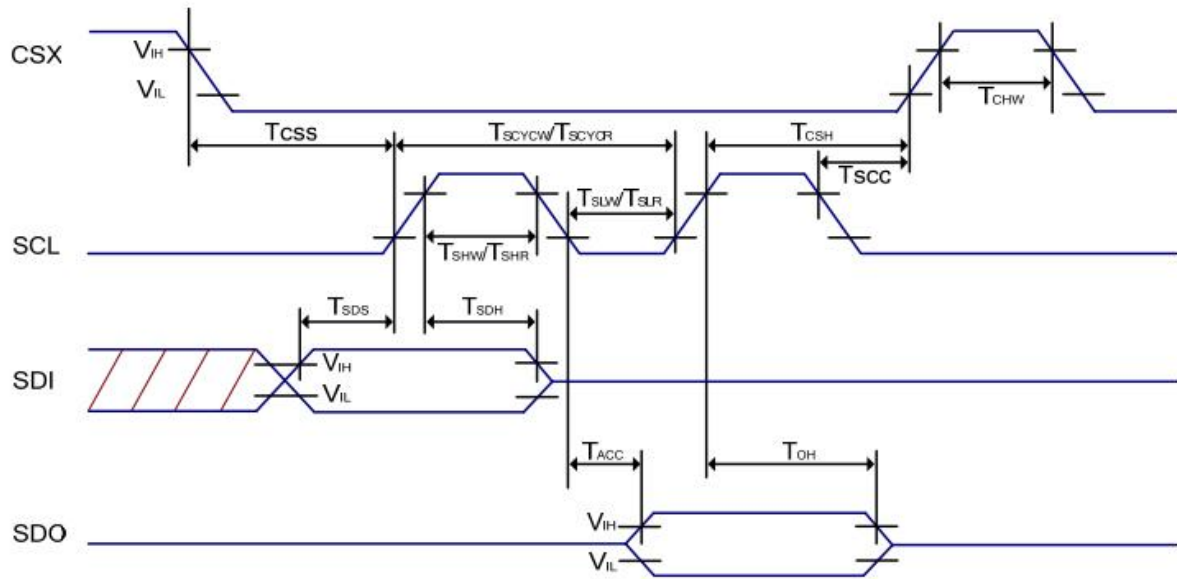 CSX
VIH
VIL
TCHW
TCSS
TSCYCW/TSCYCR
TCSH
TSCC
TSLW/TSLR
SCL
TSHW/TSHR
TSDS
TSDH
SDI
VIH
VIL
TACC
TOH
SDO
VIH
VIL